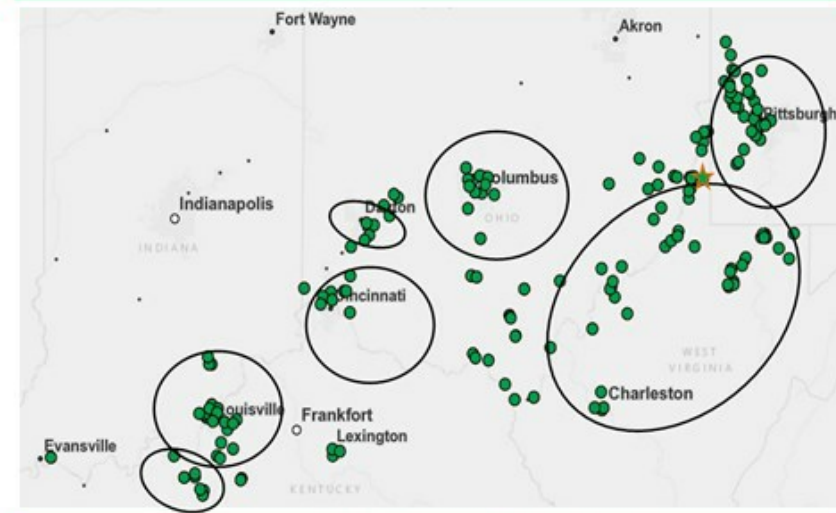 Fort Wayne
Akron
Pittsburgh
Columbus
Indianapolis
Dayton
OHIO
INDIANA
Cincinnati
WEST
VIRGINIA
Charleston
Louisville
Frankfort
Lexington
Evansville
KENTUCKY